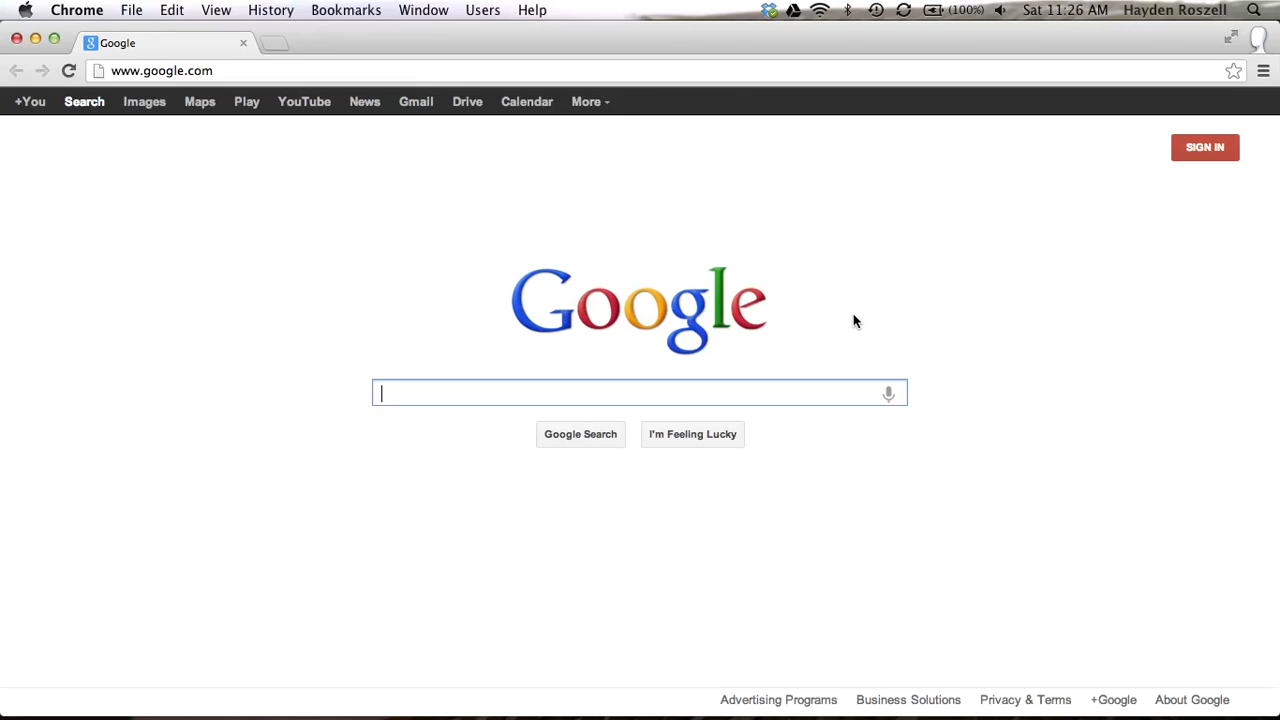 Chrome File Edit View History Bookmarks Window Users Help (100%) Sat 11:26 AM Hayden Roszell
Google
www.google.com
+You Search Images Maps Play YouTube News Gmail Drive Calendar More
SIGN IN
Google
Google Search I'm Feeling Lucky
Advertising Programs Business Solutions Privacy & Terms +Google About Google